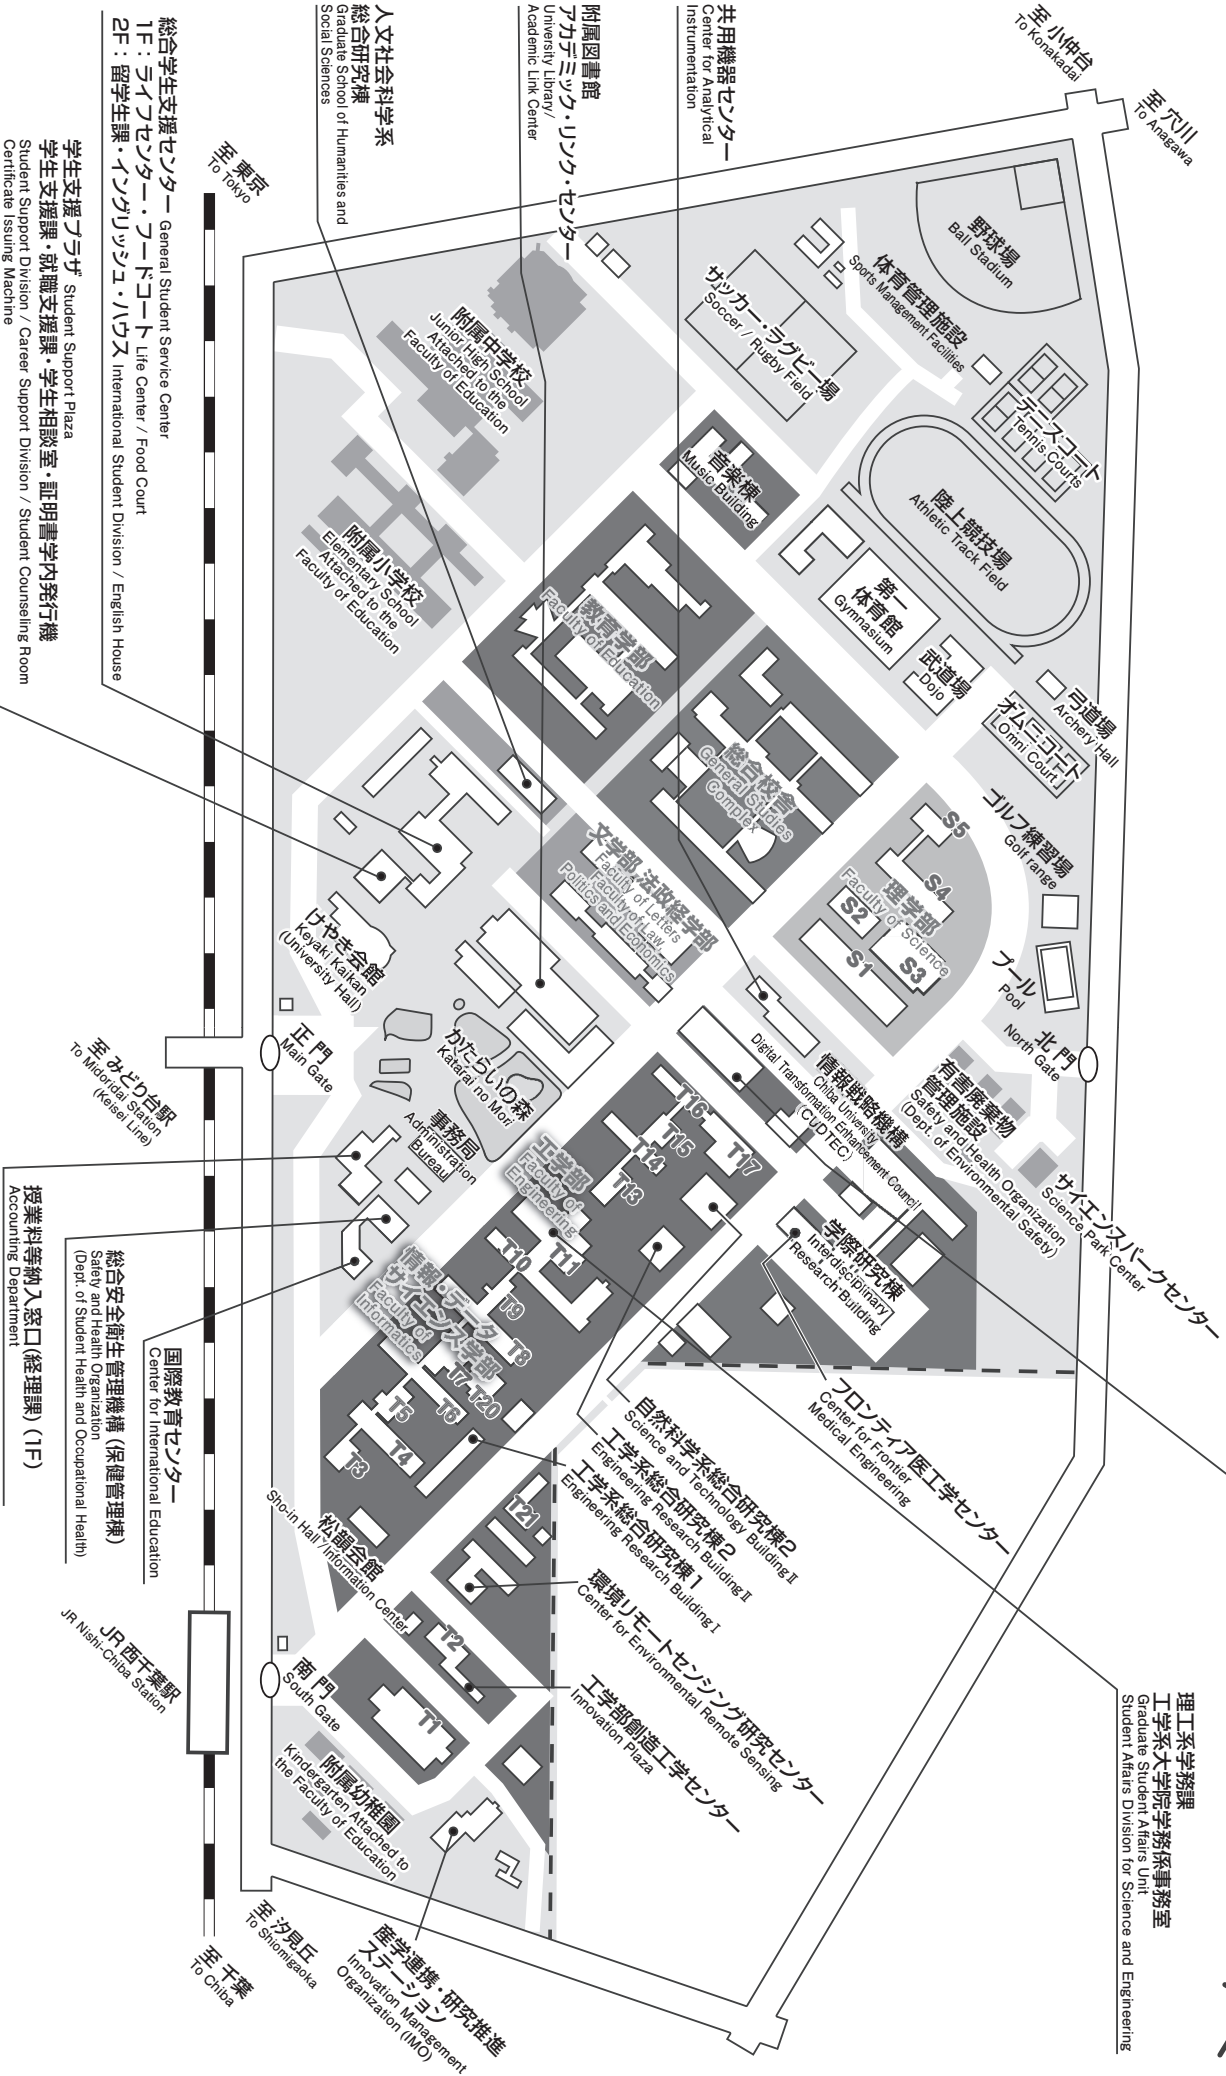 至 小仲台
To Konakadai
至 穴川
To Anagawa
共用機器センター
Center for Analytical
Instrumentation
附属図書館
アカデミック・リンク・センター
University Library/
Academic Link Center
人文社会科学系
総合研究棟
Graduate School of Humanities and
Social Sciences
総合学生支援センター General Student Service Center
1F：ライフセンター・フードコート Life Center / Food Court
2F：留学生課・イングリッシュ・ハウス International Student Division / English House
学生支援プラザ Student Support Plaza
学生支援課・就職支援課・学生相談室・証明書学内発行機
Student Support Division / Career Support Division / Student Counseling Room
Certificate Issuing Machine
至 東京
To Tokyo
野球場
Ball Stadium
体育管理施設
Sports Management Facilities
サッカー・ラグビー場
Soccer / Rugby Field
テニスコート
Tennis Courts
陸上競技場
Athletic Track Field
附属中学校
Junior High School
Attached to the
Faculty of Education
音楽棟
Music Building
附属小学校
Elementary School
Attached to the
Faculty of Education
第一
体育館
Gymnasium
武道場
Dojo
弓道場
Archery Hall
オムニコート
Omni Court
教育学部
Faculty of Education
総合校舎
General Studies
Complex
ゴルフ練習場
Golf range
プール
Pool
理学部
Faculty of Science
S5
S4
S2
S3
S1
文学部 法政経学部
Faculty of Letters
Faculty of Law,
Politics and Economics
けやき会館
Keyaki Kaikan
(University Hall)
正門
Main Gate
至 みどり台駅
To Midoridai Station
(Keisei Line)
かたらいの森
Katarai no Mori
北門
North Gate
有害廃棄物
管理施設
Safety and Health Organization
(Dept. of Environmental Safety)
サイエンスパークセンター
Science Park Center
情報戦略機構
Chiba University
Digital Transformation Enhancement Council
(CUDTEC)
事務局
Administration
Bureau
学際研究棟
Interdisciplinary
Research Building
工学部
Faculty of
Engineering
T16
T15
T17
T14
T13
T11
T10
T9
T8
T7
T20
T6
T5
T4
T3
情報・データ
サイエンス学部
Faculty of
Informatics
授業料等納入窓口(経理課) (1F)
Accounting Department
総合安全衛生管理機構 (保健管理棟)
Safety and Health Organization
(Dept. of Student Health and Occupational Health)
国際教育センター
Center for International Education
フロンティア医工学センター
Center for Frontier
Medical Engineering
自然科学系総合研究棟2
Science and Technology Building Ⅱ
工学系総合研究棟2
Engineering Research Building Ⅱ
工学系総合研究棟1
Engineering Research Building Ⅰ
T21
環境リモートセンシング研究センター
Center for Environmental Remote Sensing
松韻会館
Sho-in Hall / Information Center
T2
工学部創造工学センター
Innovation Plaza
T1
JR 西千葉駅
JR Nishi-Chiba Station
南門
South Gate
附属幼稚園
Kindergarten Attached to
the Faculty of Education
理工系学務課
工学系大学院学務係事務室
Graduate Student Affairs Unit
Student Affairs Division for Science and Engineering
産学連携・研究推進
ステーション
Innovation Management
Organization (IMO)
至 汐見丘
To Shiomigaoka
至 千葉
To Chiba